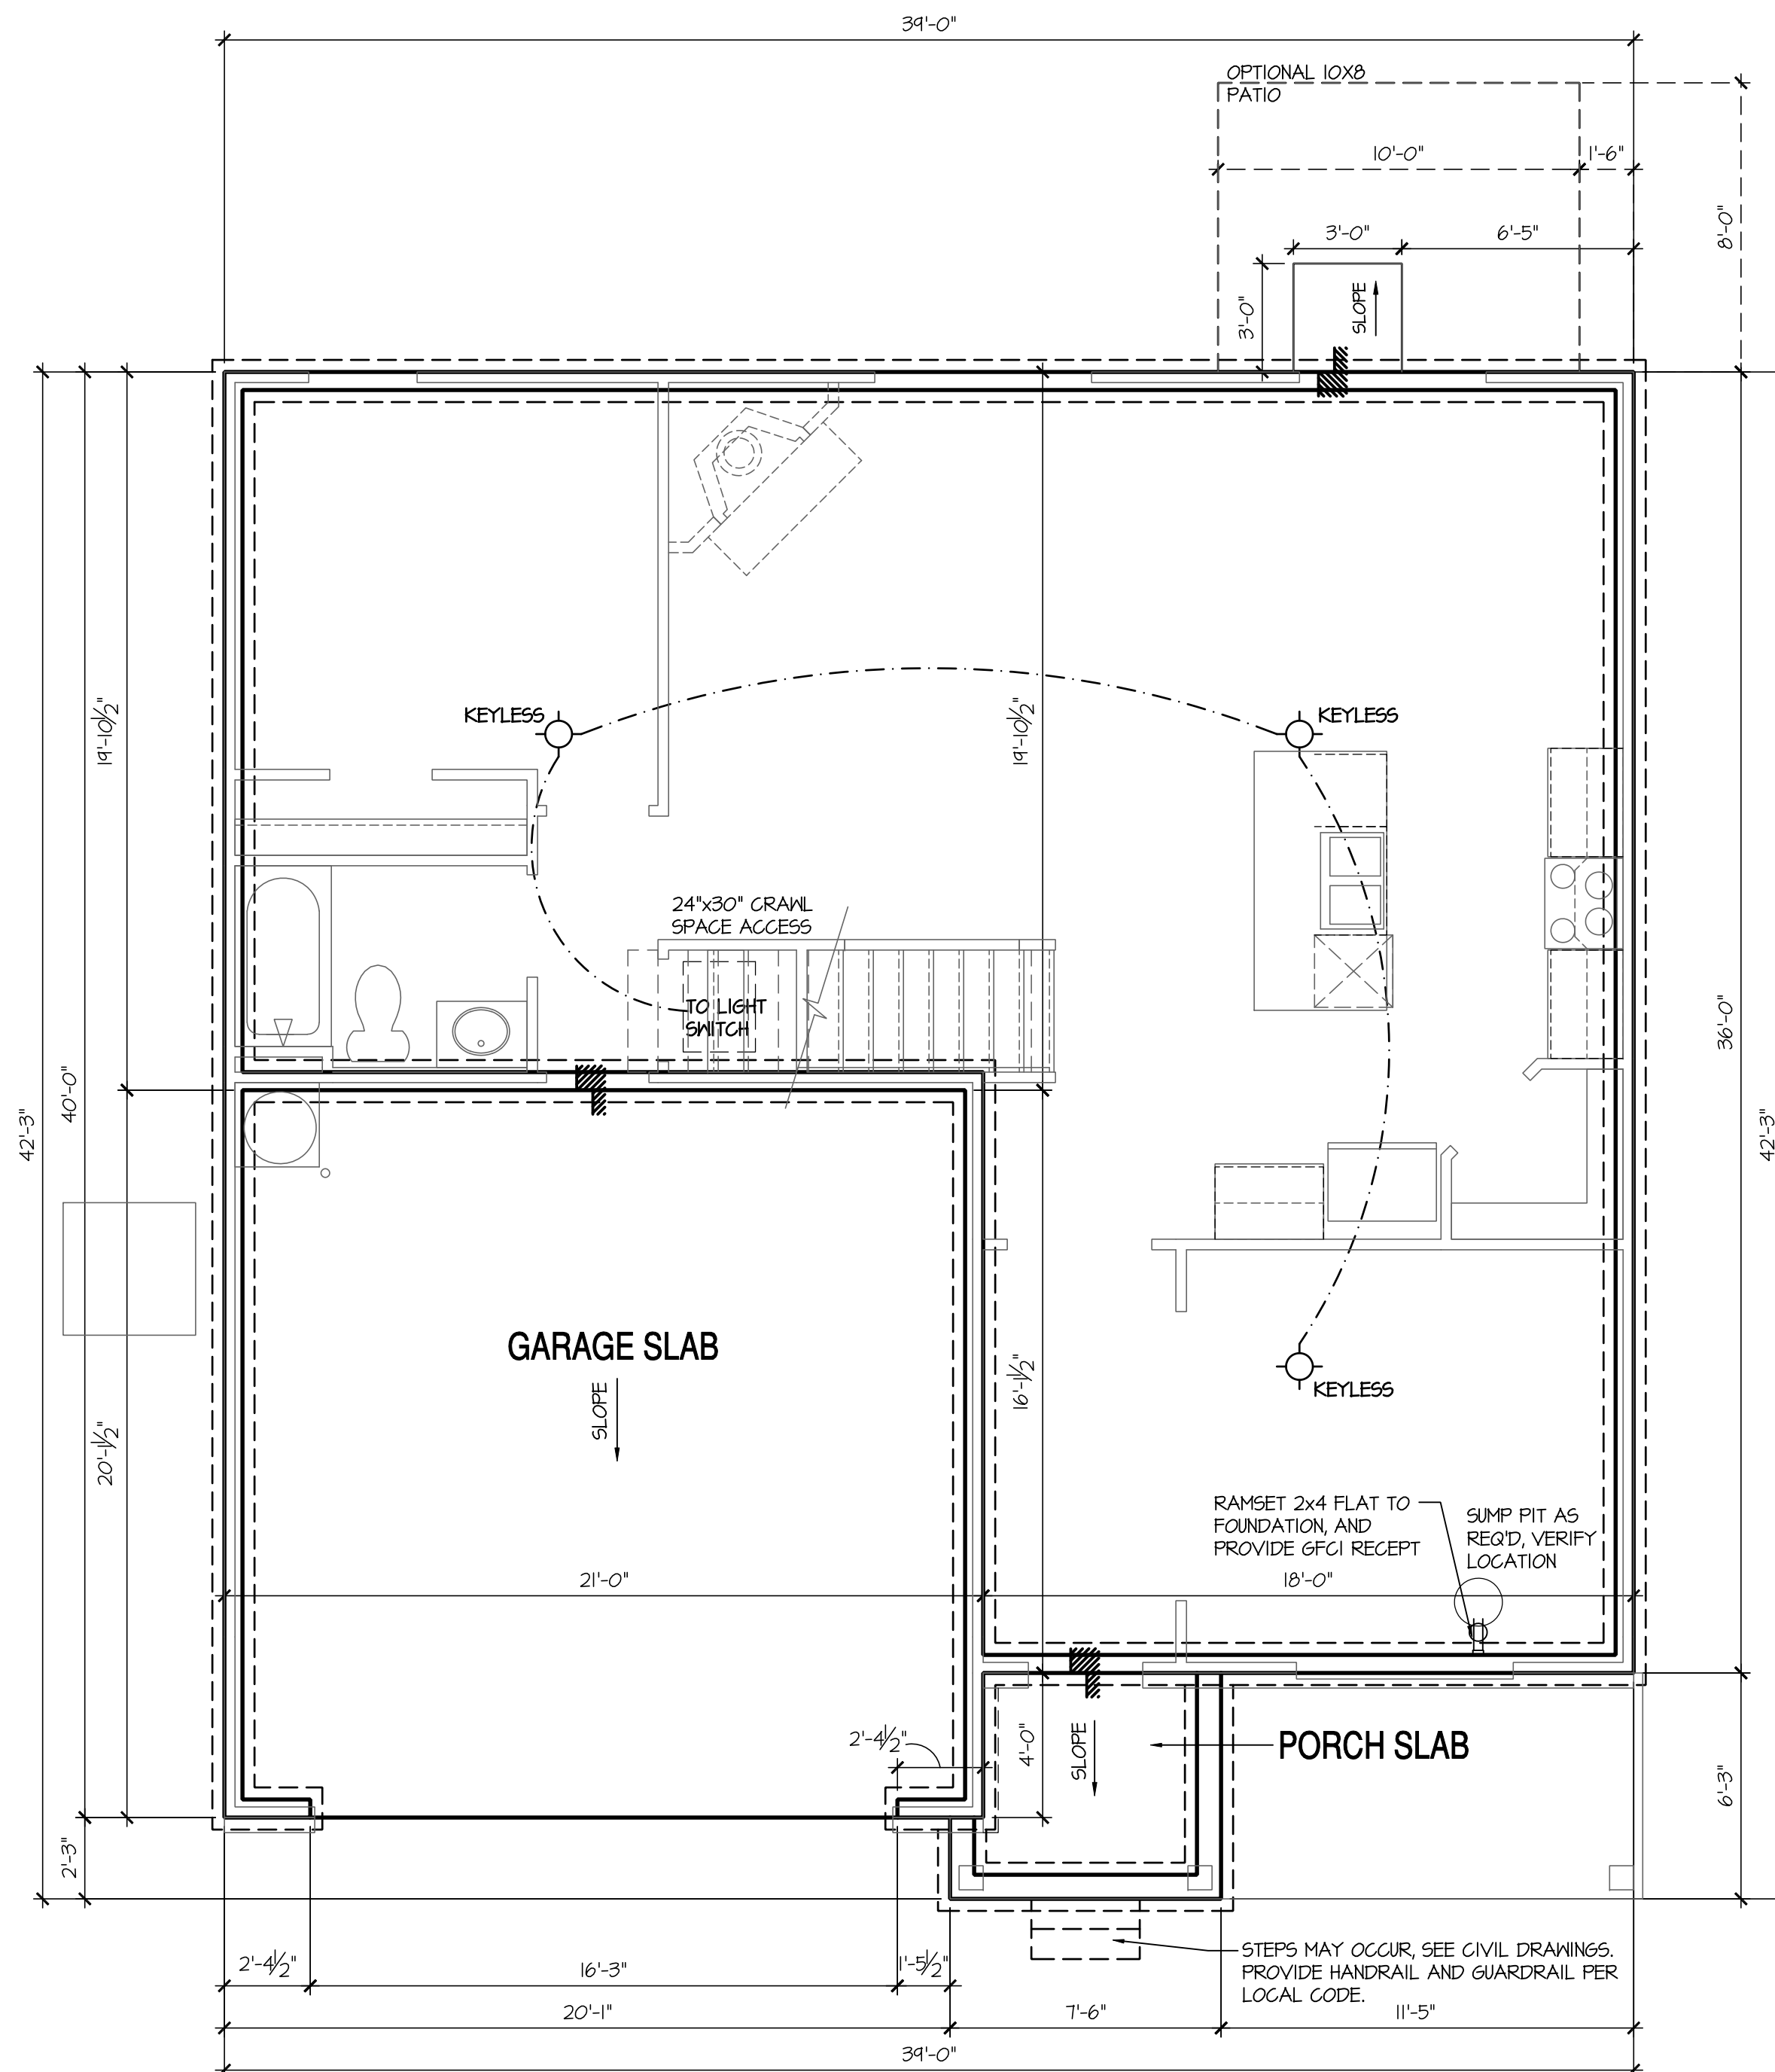 39'-0"
OPTIONAL 10X8
PATIO
10'-0"
1'-6"
8'-0"
3'-0"
6'-5"
3'-0"
SLOPE
19'-10½"
19'-10½"
KEYLESS
KEYLESS
24"x30" CRAWL
SPACE ACCESS
TO LIGHT
SWITCH
36'-0"
40'-0"
42'-3"
42'-3"
GARAGE SLAB
SLOPE
16'-1½"
KEYLESS
20'-1½"
RAMSET 2x4 FLAT TO
FOUNDATION, AND
PROVIDE GFCI RECEPT
SUMP PIT AS
REQ'D, VERIFY
LOCATION
21'-0"
18'-0"
2'-4½"
4'-0"
SLOPE
PORCH SLAB
6'-3"
2'-3"
STEPS MAY OCCUR, SEE CIVIL DRAWINGS.
PROVIDE HANDRAIL AND GUARDRAIL PER
LOCAL CODE.
2'-4½"
16'-3"
1'-5½"
20'-1"
7'-6"
11'-5"
39'-0"